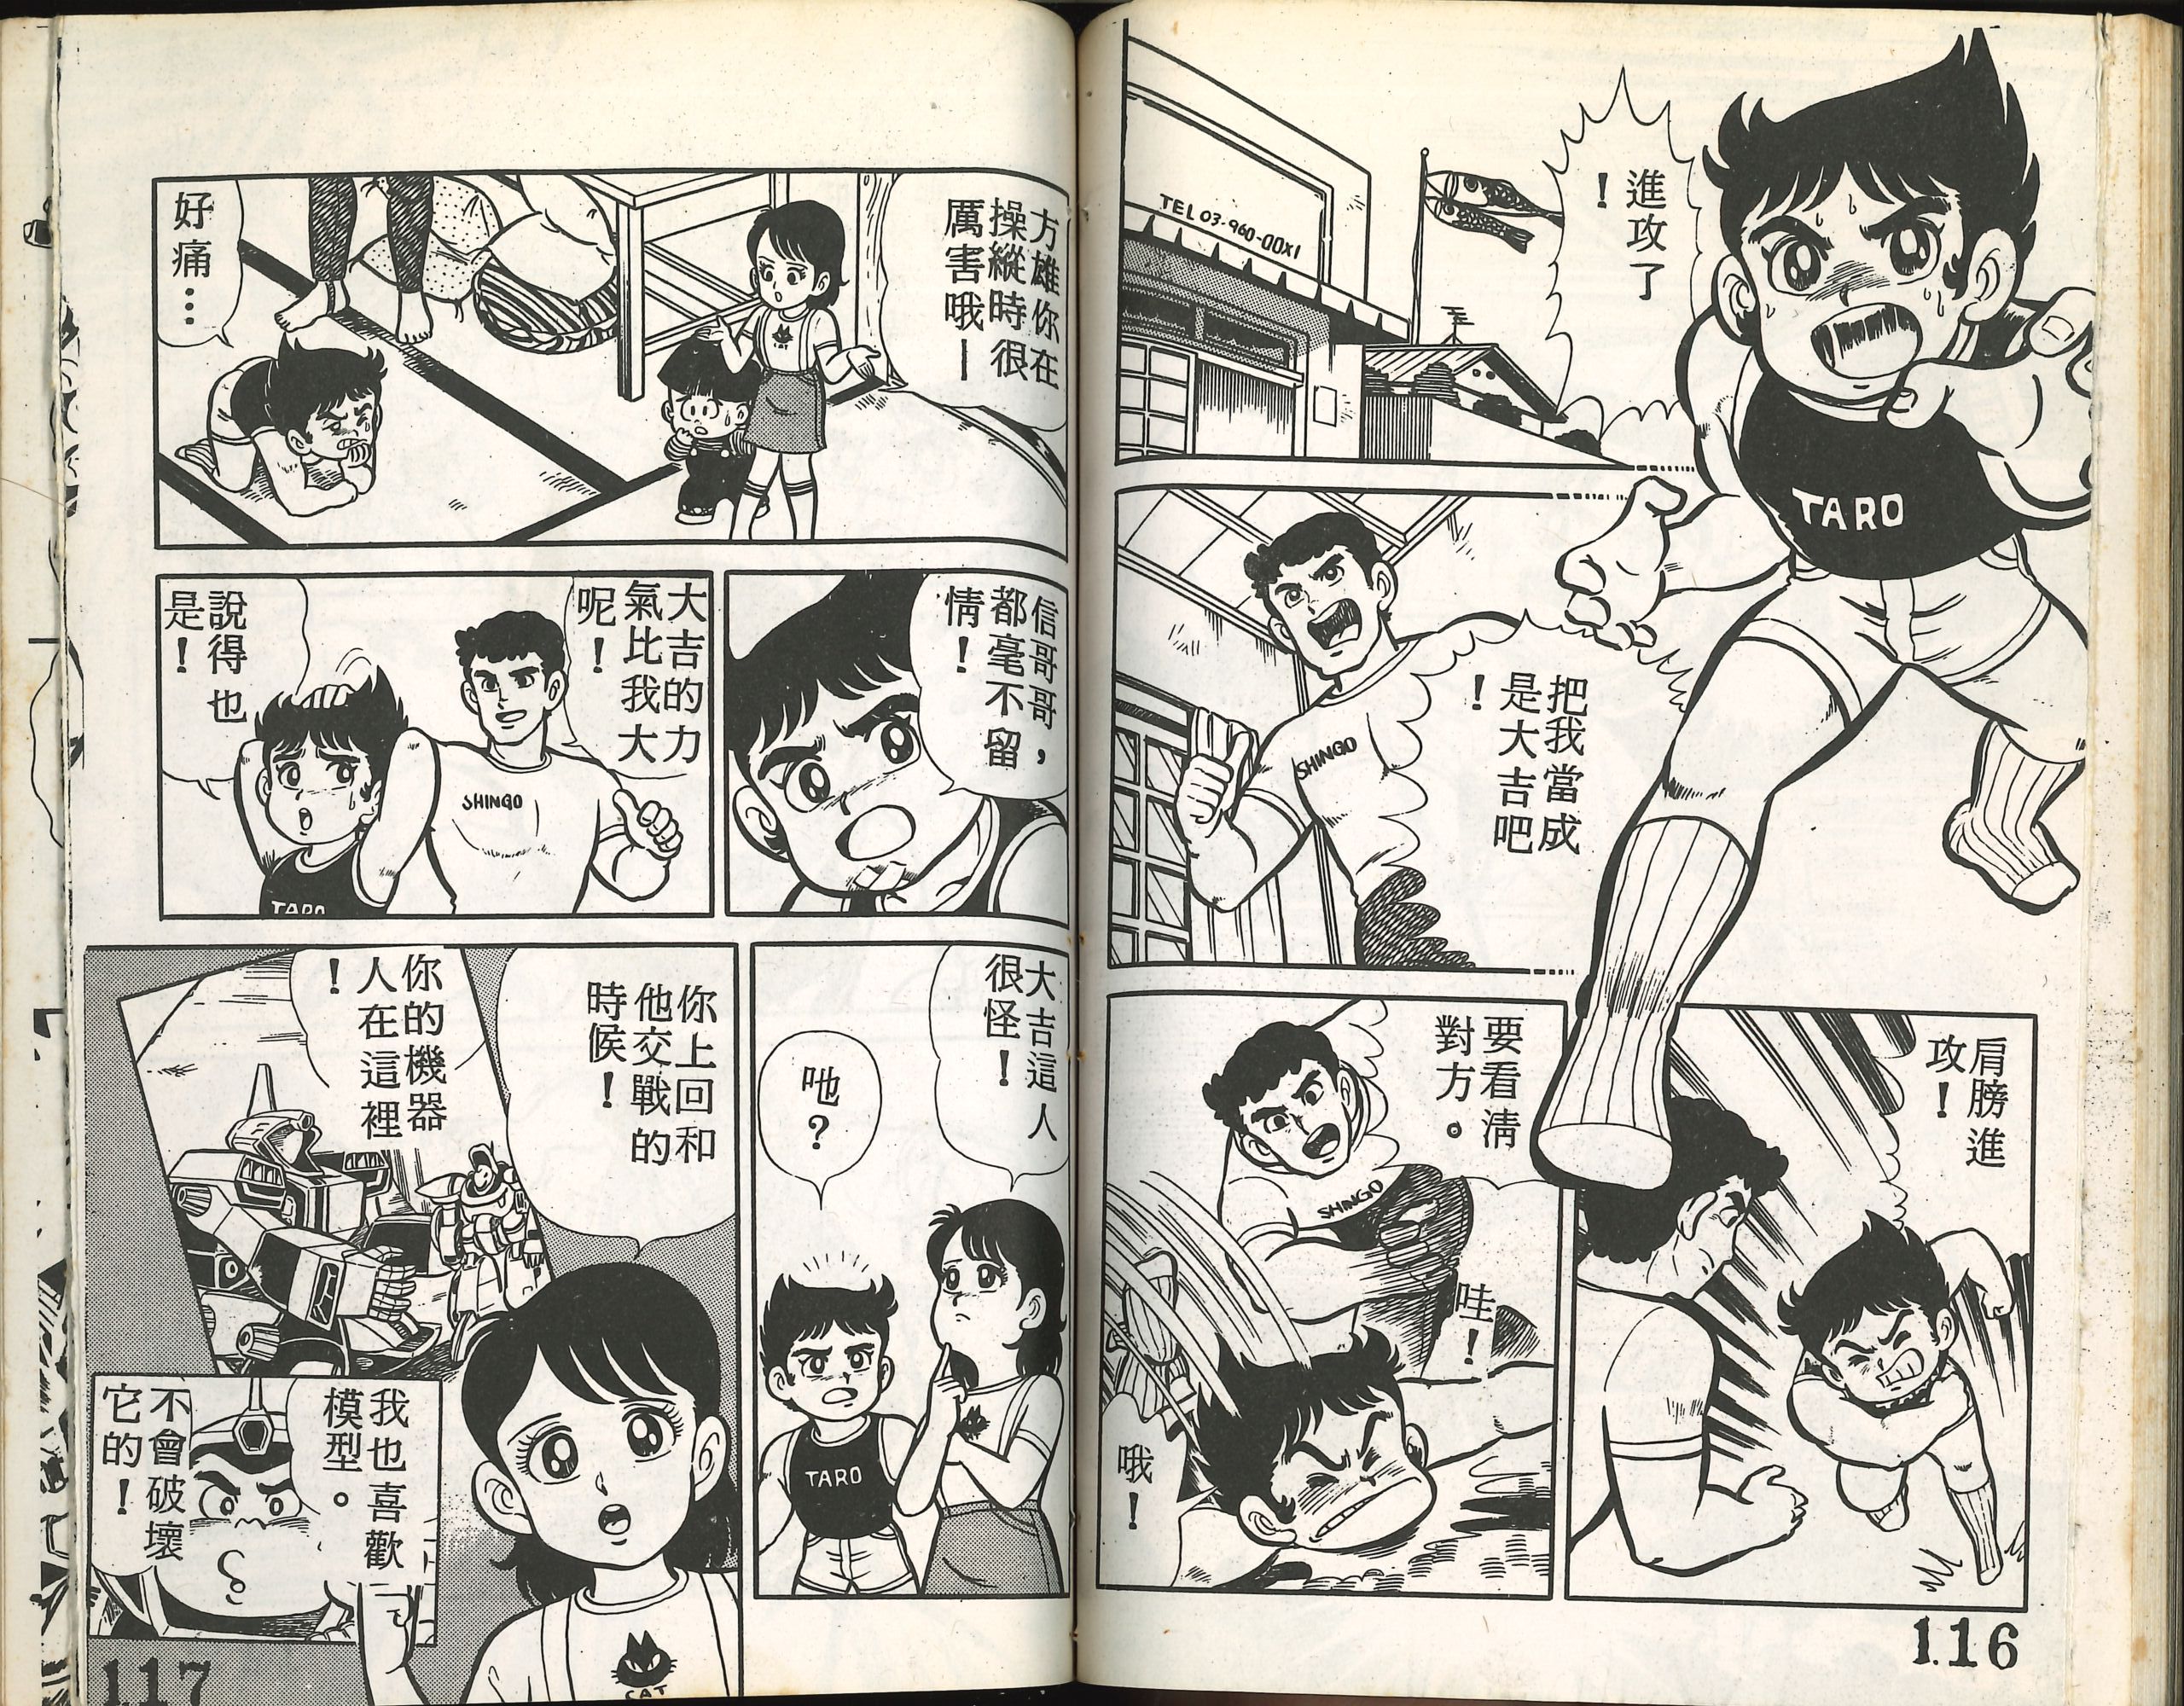 進攻了
！
TEL 03-960-00X1
TARO
把我當成
是大吉吧
！
SHINGO
肩膀進
攻！
要看清
對方。
SHINGO
哇！
哦！
116
方雄你在
操縱時很
厲害哦—
CAT
好痛…
信哥哥，
都毫不留
情！
大吉的力
氣比我大
呢！
SHINGO
說得也
是！
TARO
大吉這人
很怪！
吔？
TARO
你上回和
他交戰的
時候！
你的機器
人在這裡
！
我也喜歡
模型。
不會破壞
它的！
CAT
117